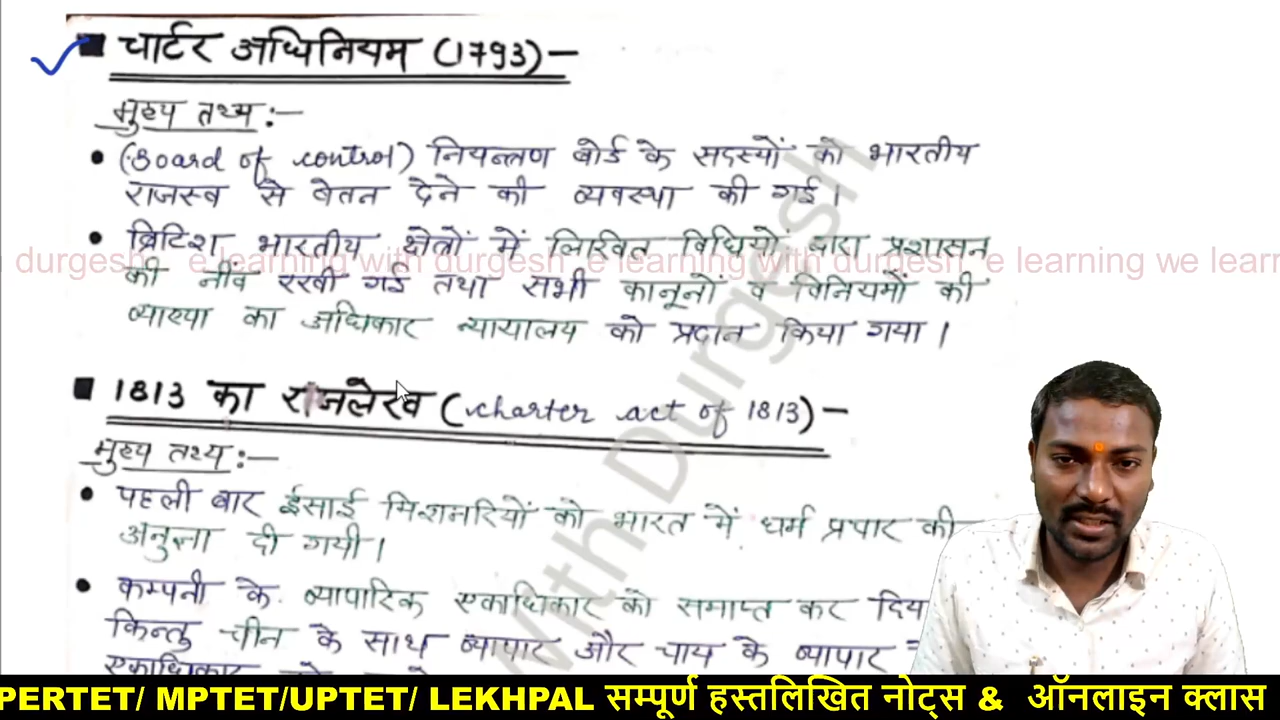 चार्टर अधिनियम (1793)—
मुख्य तथ्य:—
• (Board of control) नियन्त्रण बोर्ड के सदस्यों को भारतीय
राजस्व से वेतन देने की व्यवस्था की गई।
• ब्रिटिश भारतीय क्षेत्रों में लिखित विधियों द्वारा प्रशासन
की नींव रखी गई तथा सभी कानूनों व विनियमों की
व्याख्या का अधिकार न्यायालय को प्रदान किया गया।
durgesh e learning with durgesh e learning with durgesh e learning we learn
1813 का राजलेख (charter act of 1813)—
मुख्य तथ्य:—
• पहली बार ईसाई मिशनरियों को भारत में धर्म प्रचार की
अनुज्ञा दी गयी।
• कम्पनी के व्यापारिक एकाधिकार को समाप्त कर
किन्तु चीन के साथ व्यापार और चाय के व्यापार
एकाधिकार
with Durgesh
PERTET/ MPTET/UPTET/ LEKHPAL सम्पूर्ण हस्तलिखित नोट्स & ऑनलाइन क्लास